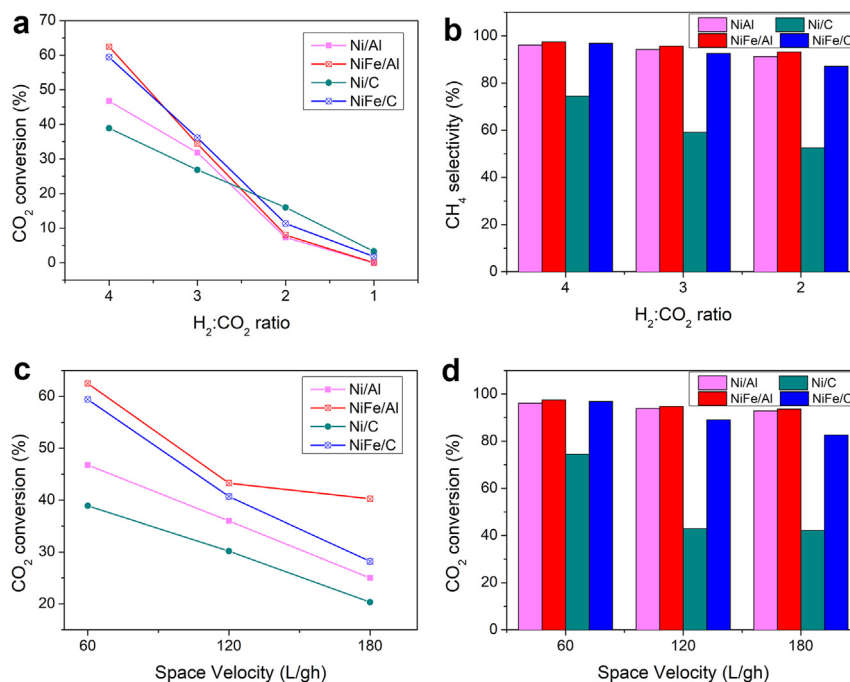 a
70
60
50
40
30
20
10
0
4 3 2 1
CO₂ conversion (%)
H₂:CO₂ ratio
Ni/Al
NiFe/Al
Ni/C
NiFe/C
b
100
80
60
40
20
0
4 3 2
CH₄ selectivity (%)
H₂:CO₂ ratio
NiAl Ni/C
NiFe/Al NiFe/C
c
60
50
40
30
20
60 120 180
CO₂ conversion (%)
Space Velocity (L/gh)
Ni/Al
NiFe/Al
Ni/C
NiFe/C
d
100
80
60
40
20
0
60 120 180
CO₂ conversion (%)
Space Velocity (L/gh)
Ni/Al Ni/C
NiFe/Al NiFe/C